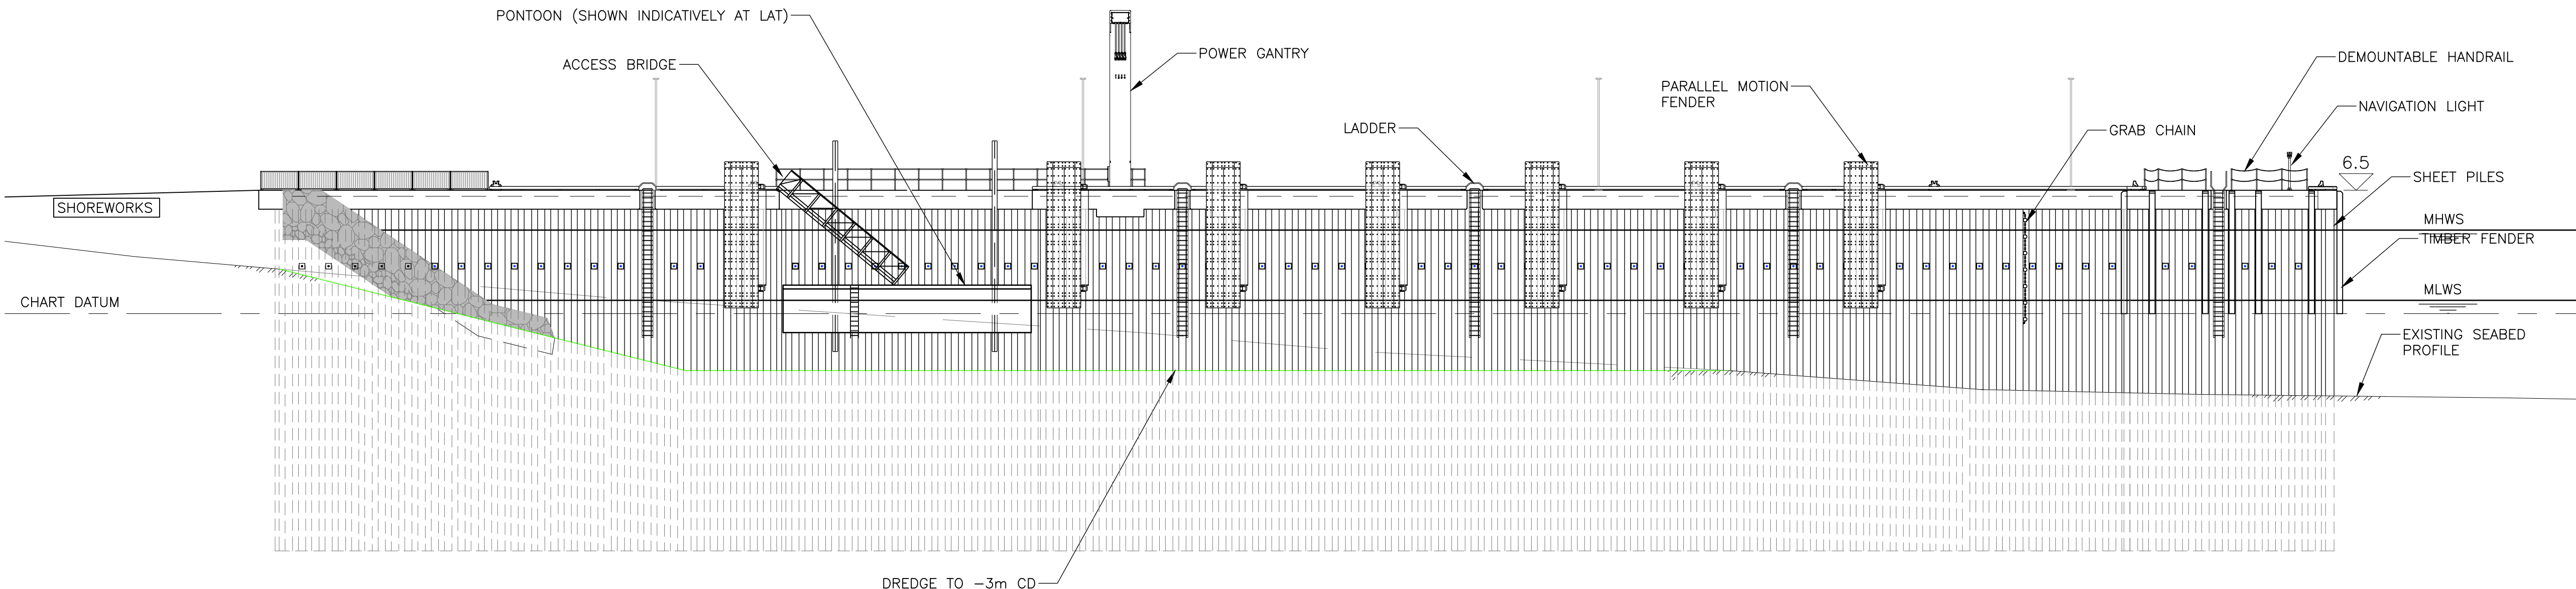 PONTOON (SHOWN INDICATIVELY AT LAT)
POWER GANTRY
ACCESS BRIDGE
DEMOUNTABLE HANDRAIL
PARALLEL MOTION
FENDER
NAVIGATION LIGHT
LADDER
GRAB CHAIN
6.5
SHEET PILES
SHOREWORKS
MHWS
TIMBER FENDER
MLWS
CHART DATUM
EXISTING SEABED
PROFILE
DREDGE TO -3m CD